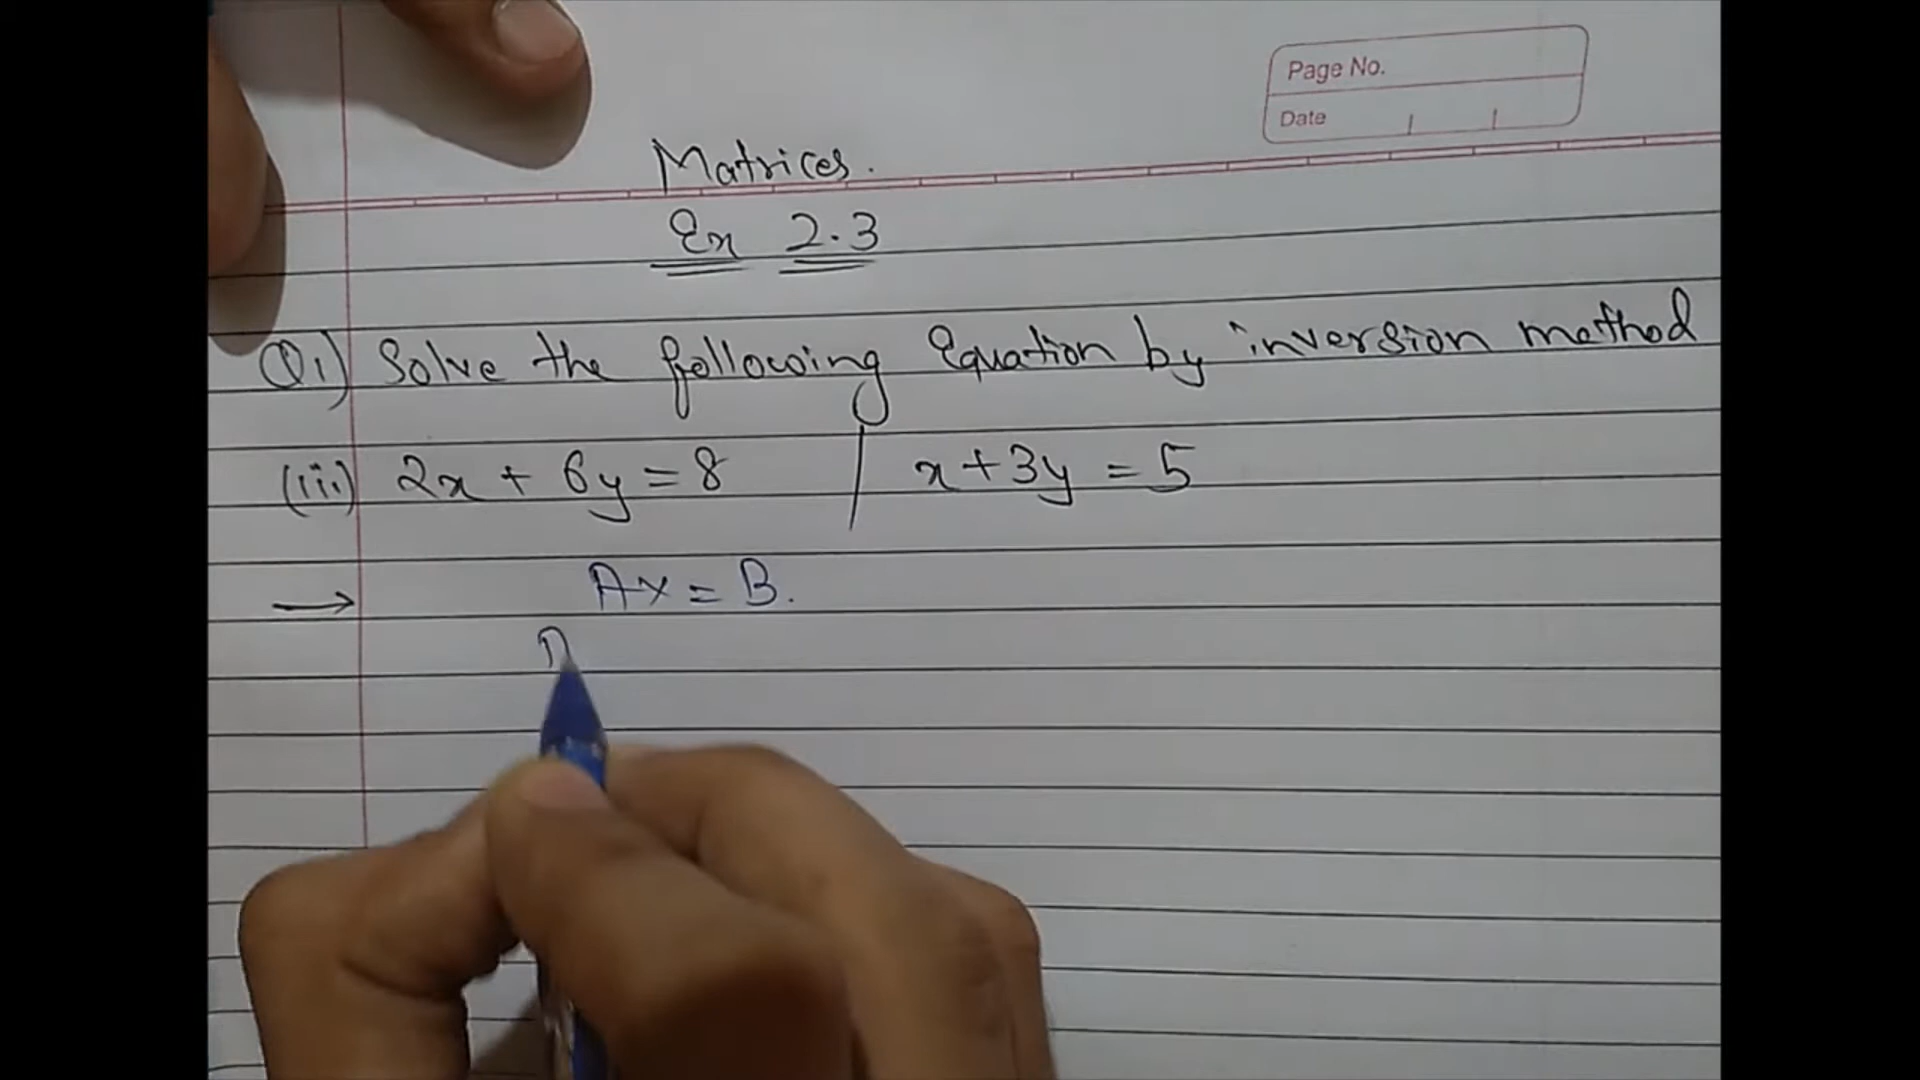 Page No.
Date
Matrices.
Ex 2.3
Q1) Solve the following Equation by inversion method
(iii) 2x + 6y = 8 / x + 3y = 5
→ AX = B.